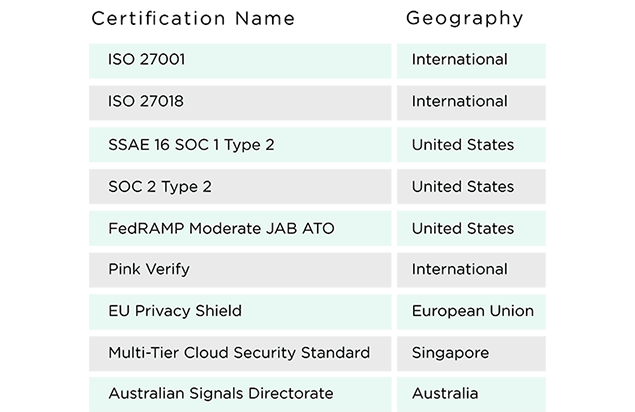 Certification Name Geography
ISO 27001 International
ISO 27018 International
SSAE 16 SOC 1 Type 2 United States
SOC 2 Type 2 United States
FedRAMP Moderate JAB ATO United States
Pink Verify International
EU Privacy Shield European Union
Multi-Tier Cloud Security Standard Singapore
Australian Signals Directorate Australia